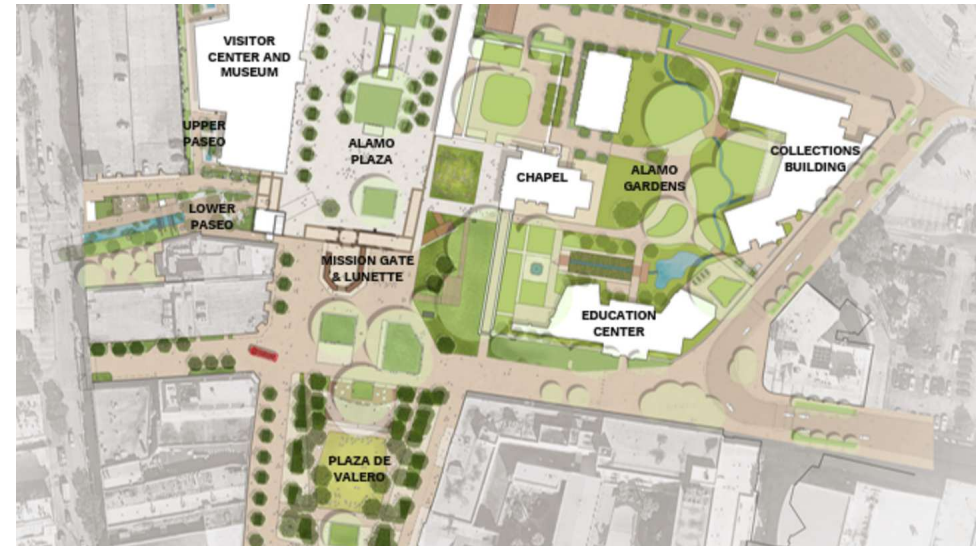 VISITOR
CENTER AND
MUSEUM
UPPER
PASEO
ALAMO
PLAZA
LOWER
PASEO
CHAPEL
ALAMO
GARDENS
COLLECTIONS
BUILDING
MISSION GATE
& LUNETTE
EDUCATION
CENTER
PLAZA DE
VALERO